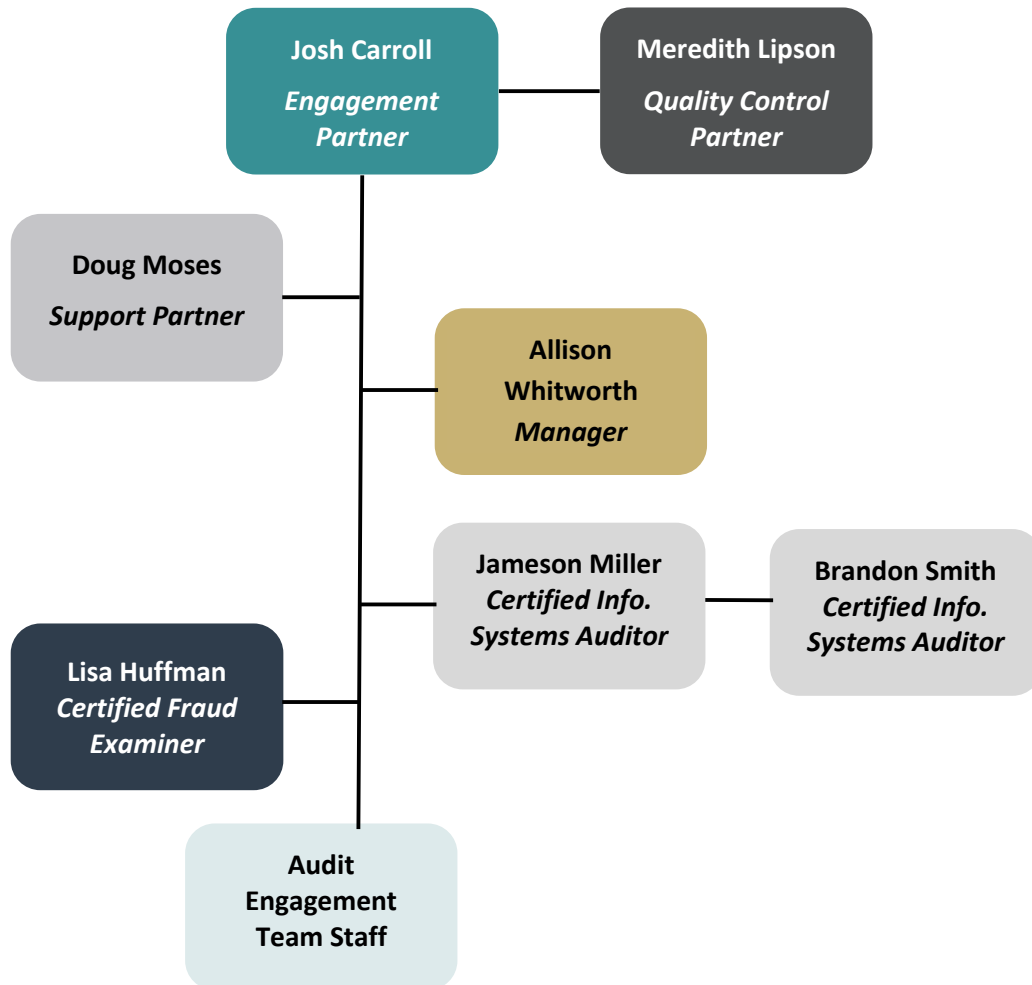 Josh Carroll
Engagement
Partner
Meredith Lipson
Quality Control
Partner
Doug Moses
Support Partner
Allison
Whitworth
Manager
Jameson Miller
Certified Info.
Systems Auditor
Brandon Smith
Certified Info.
Systems Auditor
Lisa Huffman
Certified Fraud
Examiner
Audit
Engagement
Team Staff